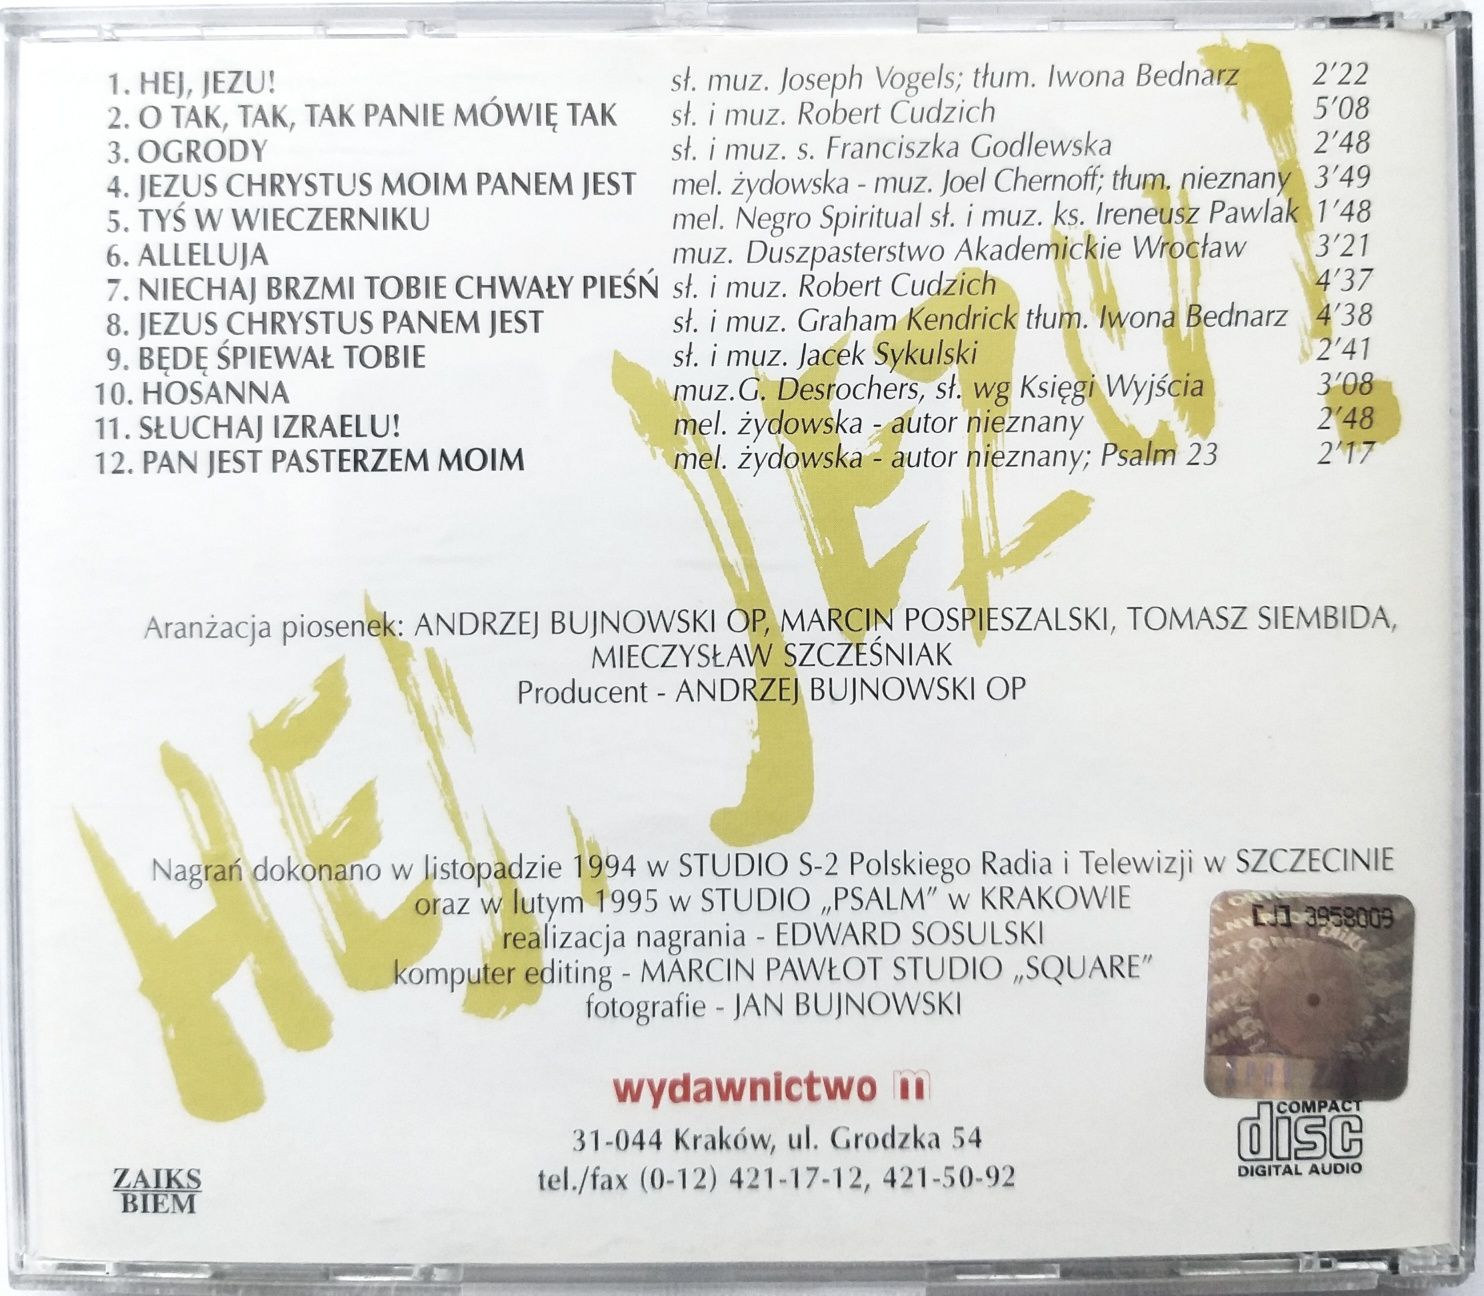 1. HEJ, JEZU! sł. muz. Joseph Vogels; tłum. Iwona Bednarz 2’22
2. O TAK, TAK, TAK PANIE MÓWIĘ TAK sł. i muz. Robert Cudzich 5’08
3. OGRODY sł. i muz. s. Franciszka Godlewska 2’48
4. JEZUS CHRYSTUS MOIM PANEM JEST mel. żydowska - muz. Joel Chernoff; tłum. nieznany 3’49
5. TYŚ W WIECZERNIKU mel. Negro Spiritual sł. i muz. ks. Ireneusz Pawlak 1’48
6. ALLELUJA muz. Duszpasterstwo Akademickie Wrocław 3’21
7. NIECHAJ BRZMI TOBIE CHWAŁY PIEŚŃ sł. i muz. Robert Cudzich 4’37
8. JEZUS CHRYSTUS PANEM JEST sł. i muz. Graham Kendrick tłum. Iwona Bednarz 4’38
9. BĘDĘ ŚPIEWAŁ TOBIE sł. i muz. Jacek Sykulski 2’41
10. HOSANNA muz.G. Desrochers, sł. wg Księgi Wyjścia 3’08
11. SŁUCHAJ IZRAELU! mel. żydowska - autor nieznany 2’48
12. PAN JEST PASTERZEM MOIM mel. żydowska - autor nieznany; Psalm 23 2’17
HEJ, JEZU!
Aranżacja piosenek: ANDRZEJ BUJNOWSKI OP, MARCIN POSPIESZALSKI, TOMASZ SIEMBIDA,
MIECZYSŁAW SZCZEŚNIAK
Producent - ANDRZEJ BUJNOWSKI OP
Nagrań dokonano w listopadzie 1994 w STUDIO S-2 Polskiego Radia i Telewizji w SZCZECINIE
oraz w lutym 1995 w STUDIO „PSALM” w KRAKOWIE
realizacja nagrania - EDWARD SOSULSKI
komputer editing - MARCIN PAWŁOT STUDIO „SQUARE”
fotografie - JAN BUJNOWSKI
3958009
wydawnictwo m
31-044 Kraków, ul. Grodzka 54
tel./fax (0-12) 421-17-12, 421-50-92
ZAIKS
BIEM
COMPACT
disc
DIGITAL AUDIO